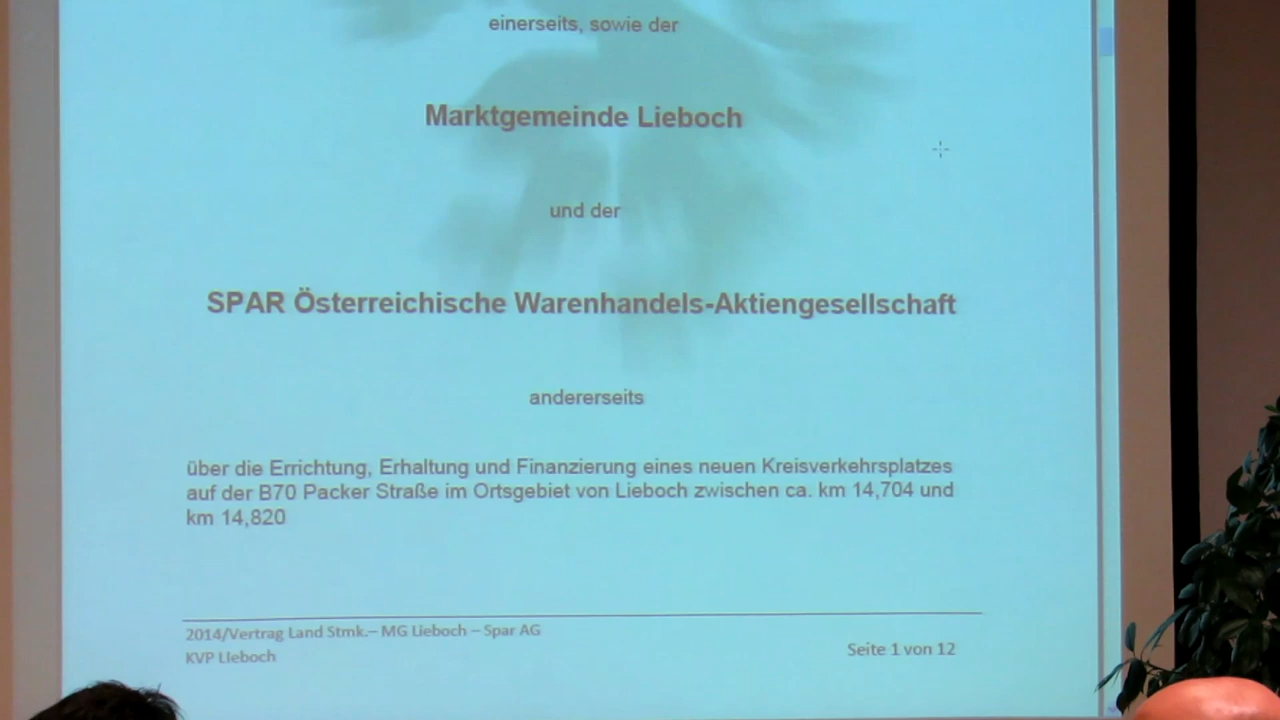 einerseits, sowie der
Marktgemeinde Lieboch
und der
SPAR Österreichische Warenhandels-Aktiengesellschaft
andererseits
über die Errichtung, Erhaltung und Finanzierung eines neuen Kreisverkehrsplatzes
auf der B70 Packer Straße im Ortsgebiet von Lieboch zwischen ca. km 14,704 und
km 14,820
2014/Vertrag Land Stmk.– MG Lieboch – Spar AG
KVP Lieboch
Seite 1 von 12